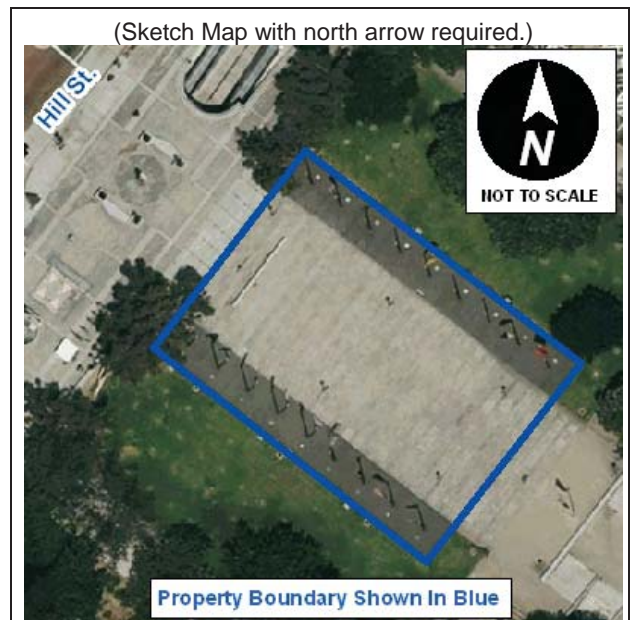 (Sketch Map with north arrow required.)
Hill St.
N
NOT TO SCALE
Property Boundary Shown In Blue